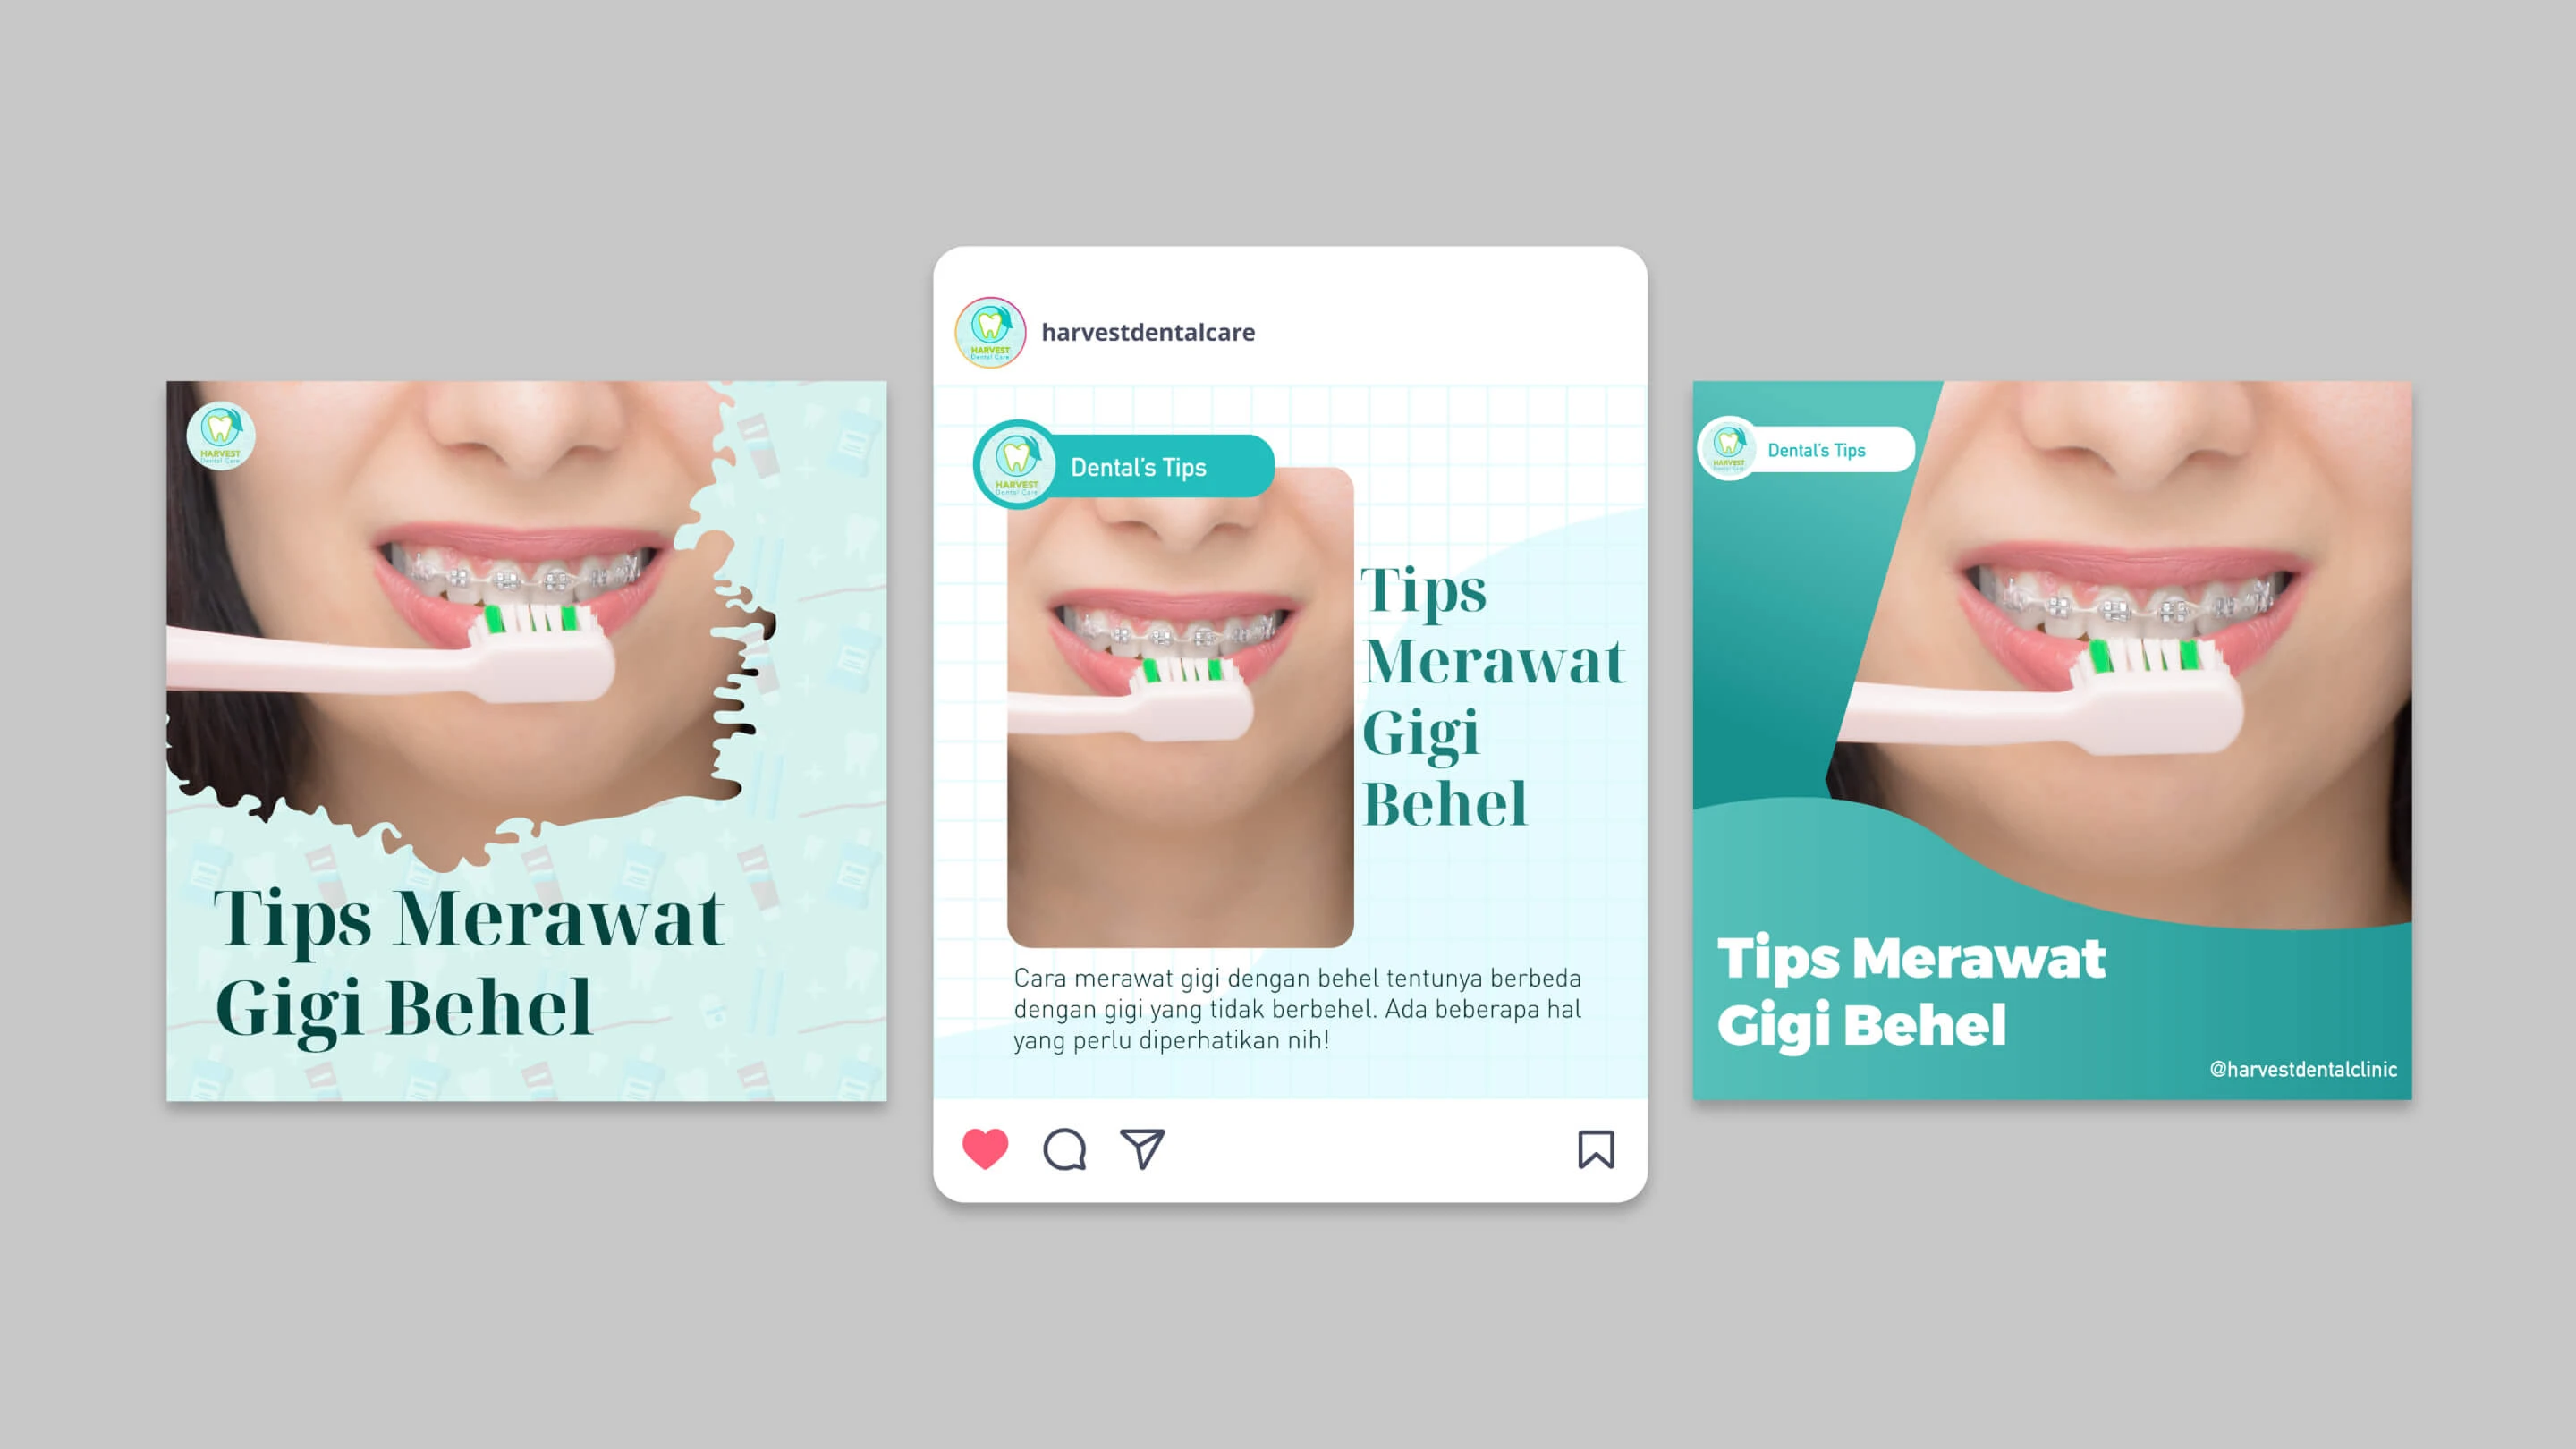 HARVEST
Dental Care
Tips Merawat
Gigi Behel
HARVEST
Dental Care
harvestdentalcare
HARVEST
Dental Care
Dental's Tips
Tips
Merawat
Gigi
Behel
Cara merawat gigi dengan behel tentunya berbeda
dengan gigi yang tidak berbehel. Ada beberapa hal
yang perlu diperhatikan nih!
HARVEST
Dental Care
Dental's Tips
Tips Merawat
Gigi Behel
@harvestdentalclinic